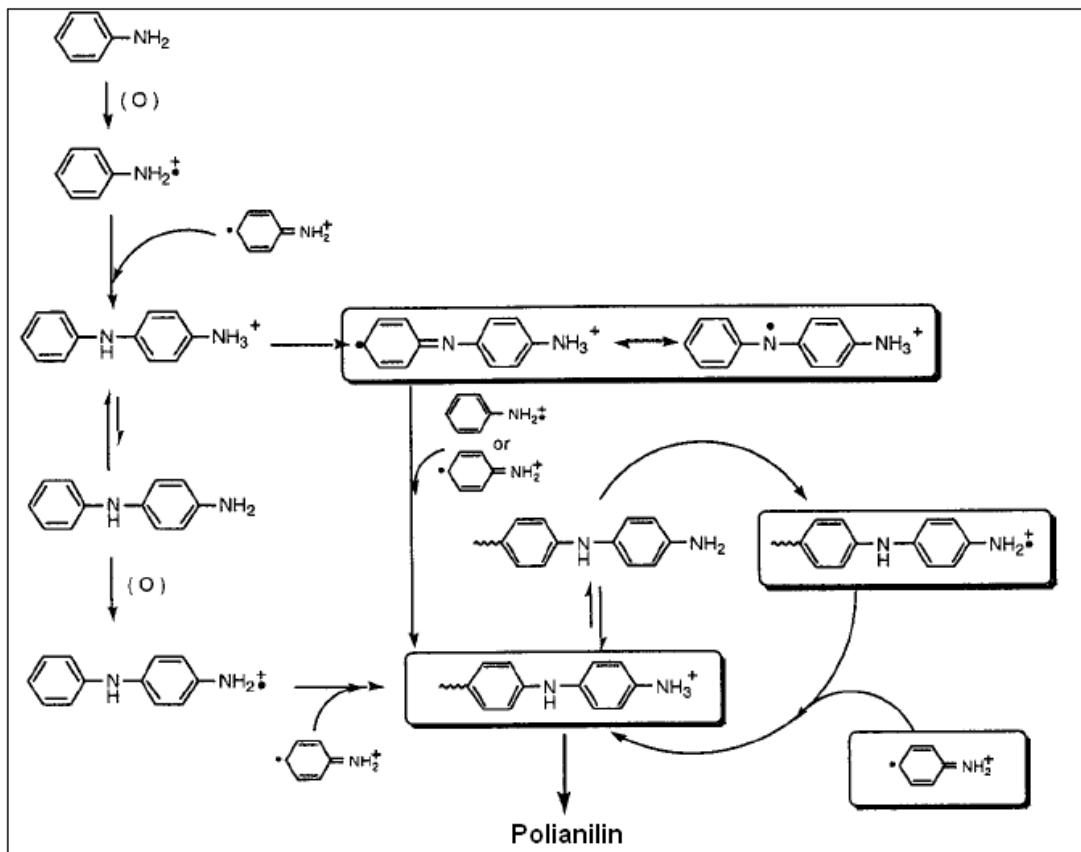 NH2
(O)
NH2•+
• NH2+
N H NH3+
• N NH3+
N• NH3+
NH2•+
or
• NH2+
N H NH2
N H NH2
N H NH2•+
(O)
N H NH2•+
N H NH3+
• NH2+
• NH2+
Polianilin